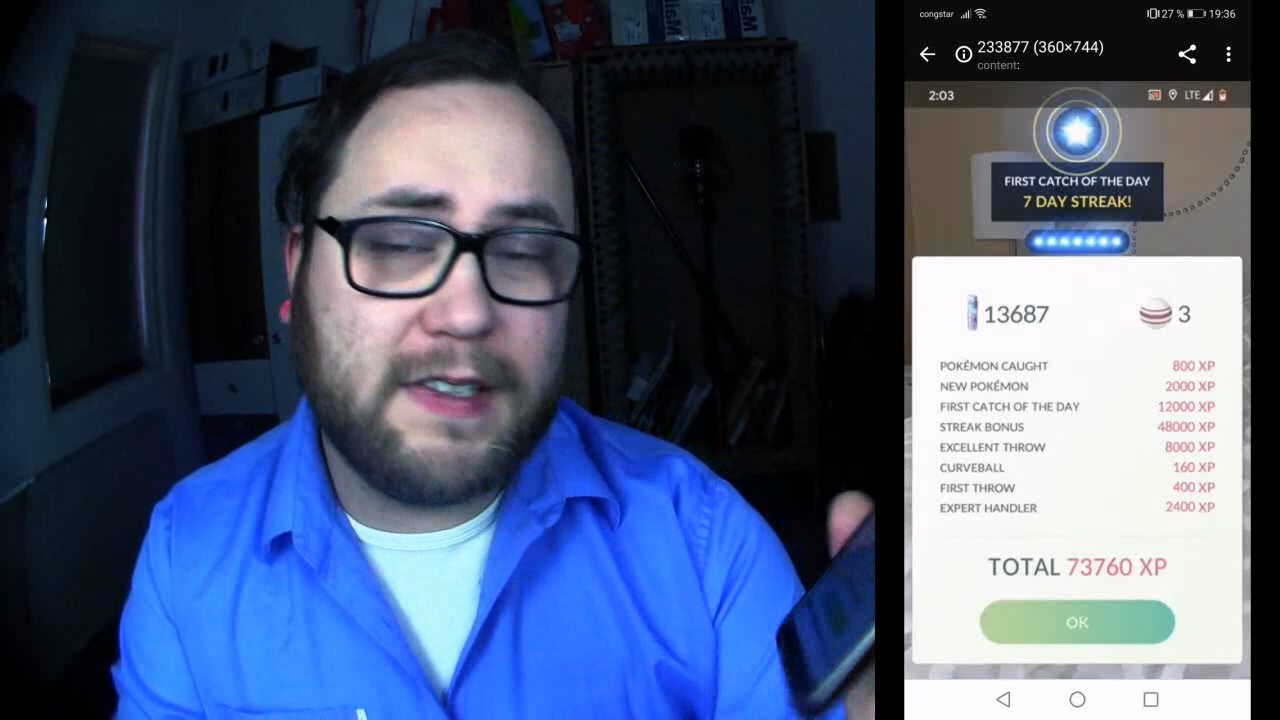 congstar
27 %
19:36
233877 (360×744)
content:
2:03
LTE
FIRST CATCH OF THE DAY
7 DAY STREAK!
13687
3
POKÉMON CAUGHT 800 XP
NEW POKÉMON 2000 XP
FIRST CATCH OF THE DAY 12000 XP
STREAK BONUS 48000 XP
EXCELLENT THROW 8000 XP
CURVEBALL 160 XP
FIRST THROW 400 XP
EXPERT HANDLER 2400 XP
TOTAL 73760 XP
OK